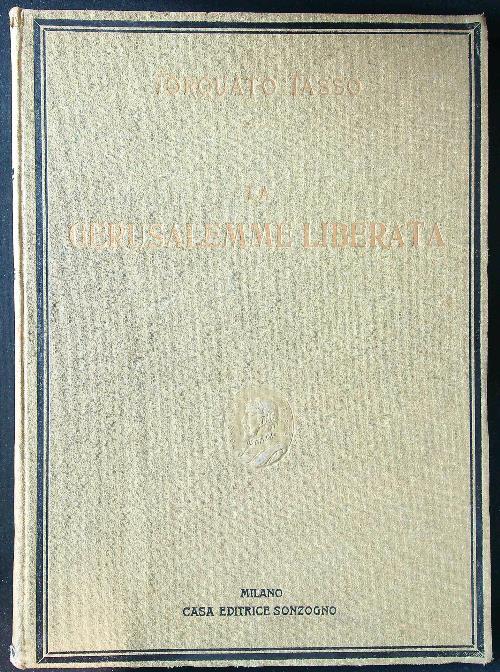 TORQUATO TASSO
LA
GERUSALEMME LIBERATA
MILANO
CASA EDITRICE SONZOGNO